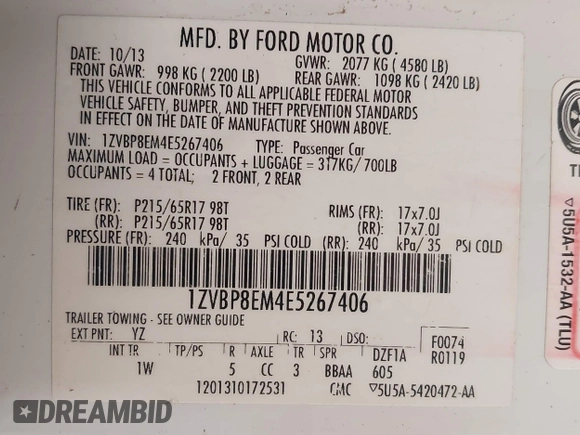 MFD. BY FORD MOTOR CO.
DATE: 10/13 GVWR: 2077 KG (4580 LB)
FRONT GAWR: 998 KG (2200 LB) REAR GAWR: 1098 KG (2420 LB)
THIS VEHICLE CONFORMS TO ALL APPLICABLE FEDERAL MOTOR
VEHICLE SAFETY, BUMPER, AND THEFT PREVENTION STANDARDS
IN EFFECT ON THE DATE OF MANUFACTURE SHOWN ABOVE
VIN: 1ZVBP8EM4E5267406 TYPE: Passenger Car
MAXIMUM LOAD = OCCUPANTS + LUGGAGE = 317KG/700LB
OCCUPANTS = 4 TOTAL; 2 FRONT, 2 REAR
TIRE (FR): P215/65R17 98T RIMS (FR): 17x7.0J
(RR): P215/65R17 98T (RR): 17x7.0J
PRESSURE (FR): 240 kPa/ 35 PSI COLD (RR) 240 kPa/ 35 PSI COLD
1ZVBP8EM4E5267406
TRAILER TOWING - SEE OWNER GUIDE
EXT PNT: YZ RC: 13 DSO: F0074
INT TR TP/PS R AXLE TR SPR DZF1A R0119
1W 5 CC 3 BBAA 605
1201310172531 CMC ▽5U5A-5420472-AA
▽5U5A-1532-AA (TLU)
DREAMBID